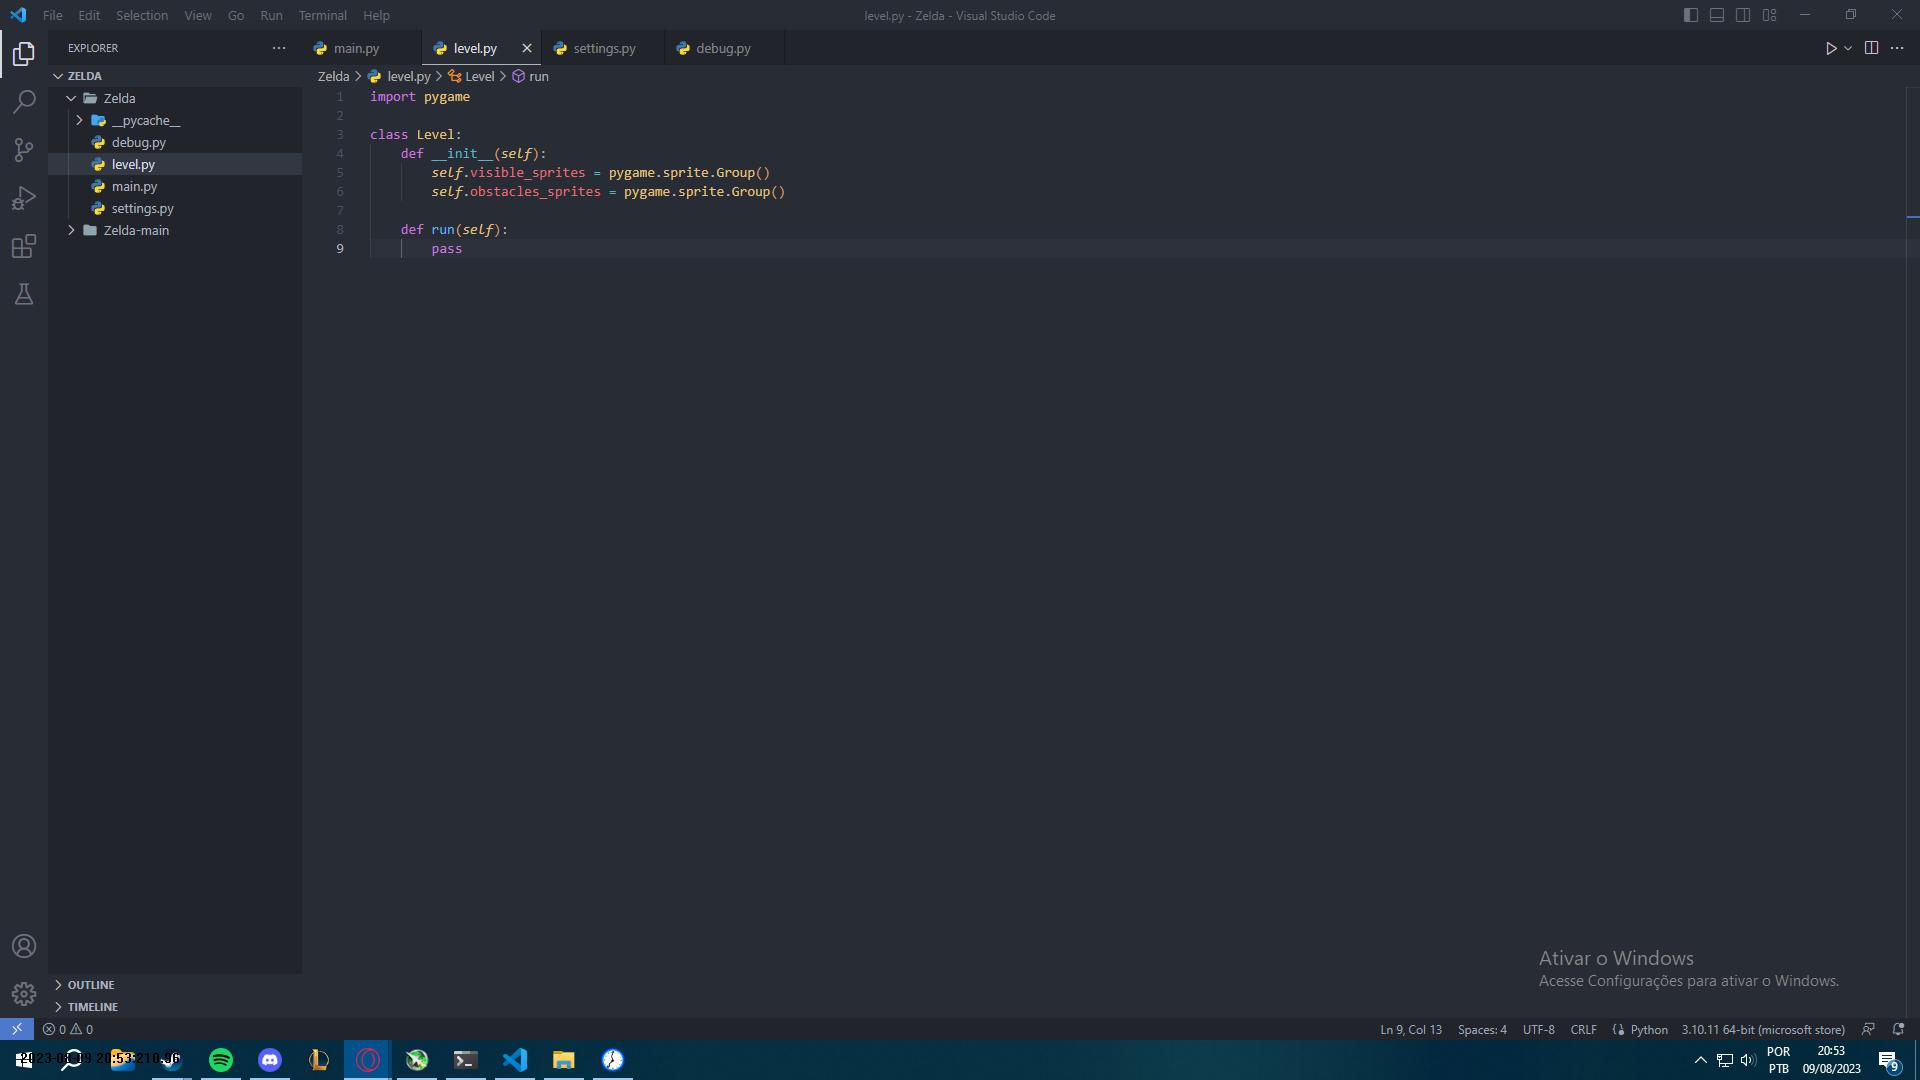 File Edit Selection View Go Run Terminal Help
level.py - Zelda - Visual Studio Code
EXPLORER
main.py
level.py
settings.py
debug.py
ZELDA
Zelda
__pycache__
debug.py
level.py
main.py
settings.py
Zelda-main
Zelda > level.py > Level > run
1 import pygame
2
3 class Level:
4 def __init__(self):
5 self.visible_sprites = pygame.sprite.Group()
6 self.obstacles_sprites = pygame.sprite.Group()
7
8 def run(self):
9 pass
Ativar o Windows
Acesse Configurações para ativar o Windows.
OUTLINE
TIMELINE
0 0
Ln 9, Col 13 Spaces: 4 UTF-8 CRLF Python 3.10.11 64-bit (microsoft store)
POR
PTB
20:53
09/08/2023
9